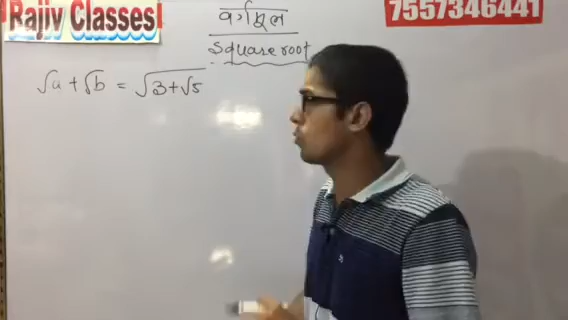 Rajiv Classes
7557346441
वर्गमूल
Square root
√a + √b = √3+√5